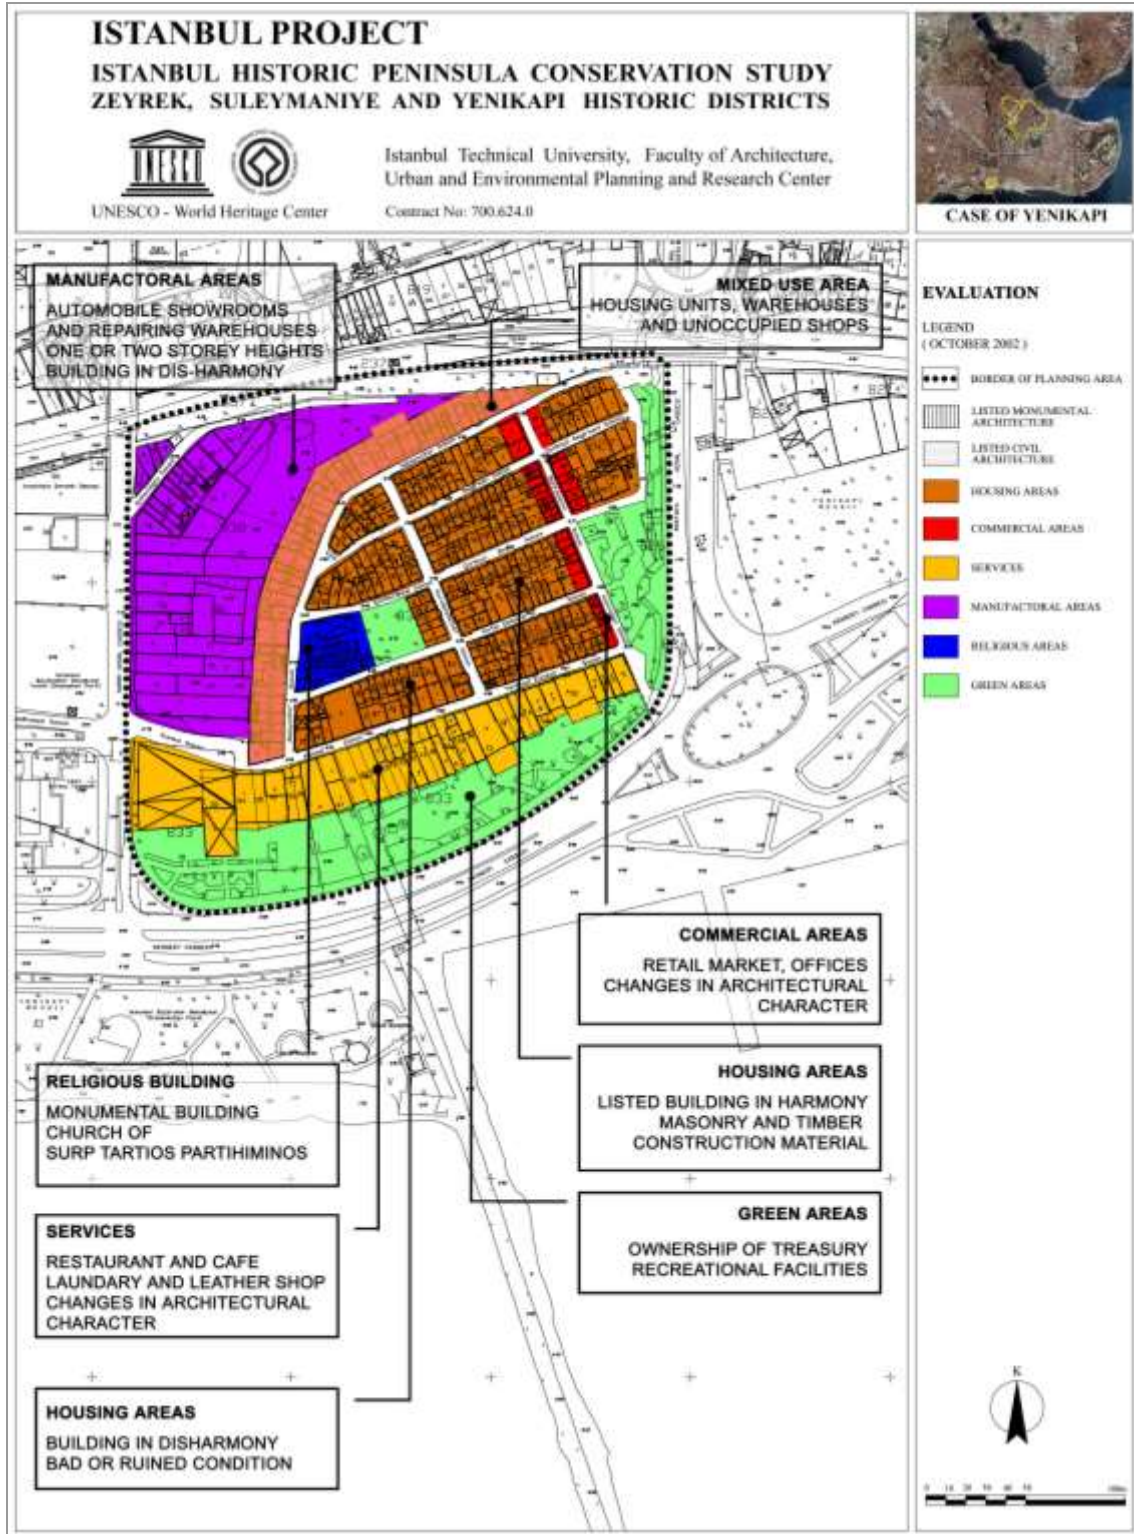 ISTANBUL PROJECT
ISTANBUL HISTORIC PENINSULA CONSERVATION STUDY
ZEYREK, SULEYMANIYE AND YENIKAPI HISTORIC DISTRICTS
UNESCO
UNESCO - World Heritage Center
Istanbul Technical University, Faculty of Architecture,
Urban and Environmental Planning and Research Center
Contract No: 700.624.0
CASE OF YENIKAPI
MANUFACTORAL AREAS
AUTOMOBILE SHOWROOMS
AND REPAIRING WAREHOUSES
ONE OR TWO STOREY HEIGHTS
BUILDING IN DIS-HARMONY
MIXED USE AREA
HOUSING UNITS, WAREHOUSES
AND UNOCCUPIED SHOPS
EVALUATION
LEGEND
( OCTOBER 2002 )
BORDER OF PLANNING AREA
LISTED MONUMENTAL
ARCHITECTURE
LISTED CIVIL
ARCHITECTURE
HOUSING AREAS
COMMERCIAL AREAS
SERVICES
MANUFACTORAL AREAS
RELIGIOUS AREAS
GREEN AREAS
819
833
833
COMMERCIAL AREAS
RETAIL MARKET, OFFICES
CHANGES IN ARCHITECTURAL
CHARACTER
RELIGIOUS BUILDING
MONUMENTAL BUILDING
CHURCH OF
SURP TARTIOS PARTIHIMINOS
HOUSING AREAS
LISTED BUILDING IN HARMONY
MASONRY AND TIMBER
CONSTRUCTION MATERIAL
SERVICES
RESTAURANT AND CAFE
LAUNDARY AND LEATHER SHOP
CHANGES IN ARCHITECTURAL
CHARACTER
GREEN AREAS
OWNERSHIP OF TREASURY
RECREATIONAL FACILITIES
HOUSING AREAS
BUILDING IN DISHARMONY
BAD OR RUINED CONDITION
K